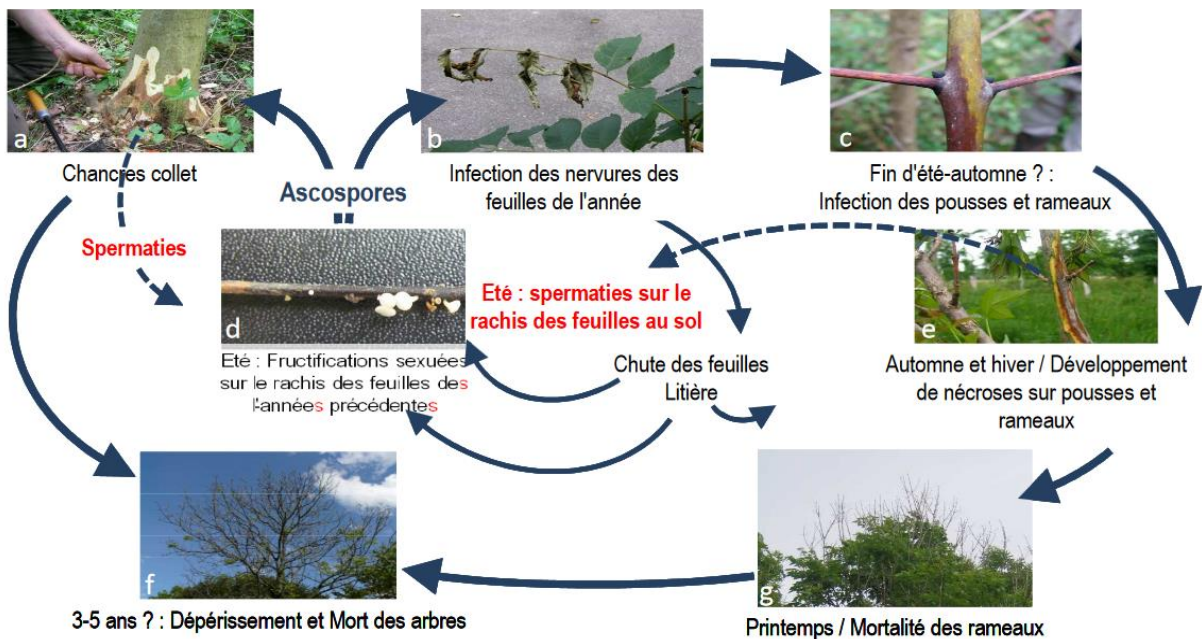 a
Chancres collet
b
Infection des nervures des
feuilles de l'année
c
Fin d'été-automne ? :
Infection des pousses et rameaux
Ascospores
Spermaties
d
Eté : Fructifications sexuées
sur le rachis des feuilles des
l'années précédentes
Eté : spermaties sur le
rachis des feuilles au sol
Chute des feuilles
Litière
e
Automne et hiver / Développement
de nécroses sur pousses et
rameaux
f
3-5 ans ? : Dépérissement et Mort des arbres
g
Printemps / Mortalité des rameaux